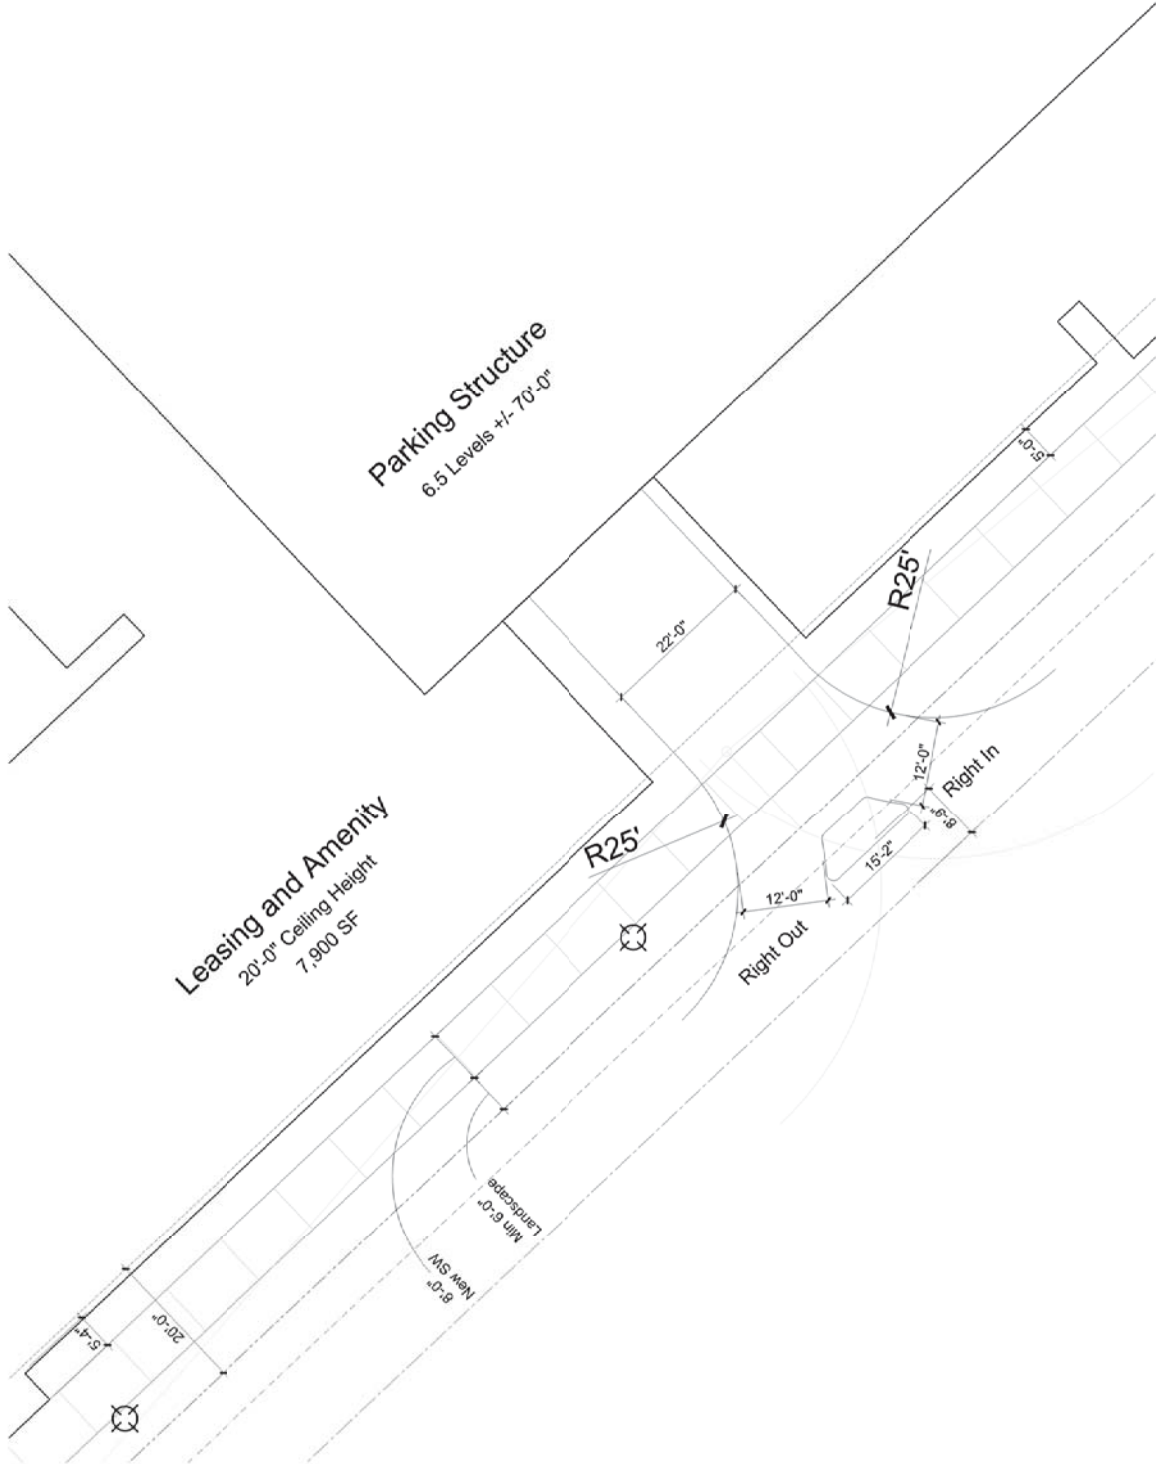 Parking Structure
6.5 Levels +/- 70'-0"
5'-0"
R25'
22'-0"
12'-0"
Right In
8'-9"
15'-2"
R25'
12'-0"
Right Out
Leasing and Amenity
20'-0" Ceiling Height
7,900 SF
Landscape
Min 6'-0"
New SW
8'-0"
20'-0"
5'-4"